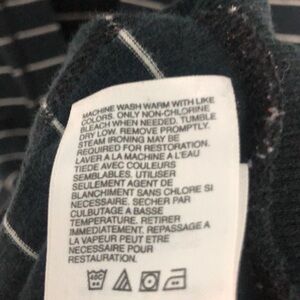 MACHINE WASH WARM WITH LIKE
COLORS. ONLY NON-CHLORINE
BLEACH WHEN NEEDED. TUMBLE
DRY LOW. REMOVE PROMPTLY.
STEAM IRONING MAY BE
REQUIRED FOR RESTORATION.
LAVER A LA MACHINE A L'EAU
TIEDE AVEC COULEURS
SEMBLABLES. UTILISER
SEULEMENT AGENT DE
BLANCHIMENT SANS CHLORE SI
NECESSAIRE. SECHER PAR
CULBUTAGE A BASSE
TEMPERATURE. RETIRER
IMMEDIATEMENT. REPASSAGE A
LA VAPEUR PEUT ETRE
NECESSAIRE POUR
RESTAURATION.
40C